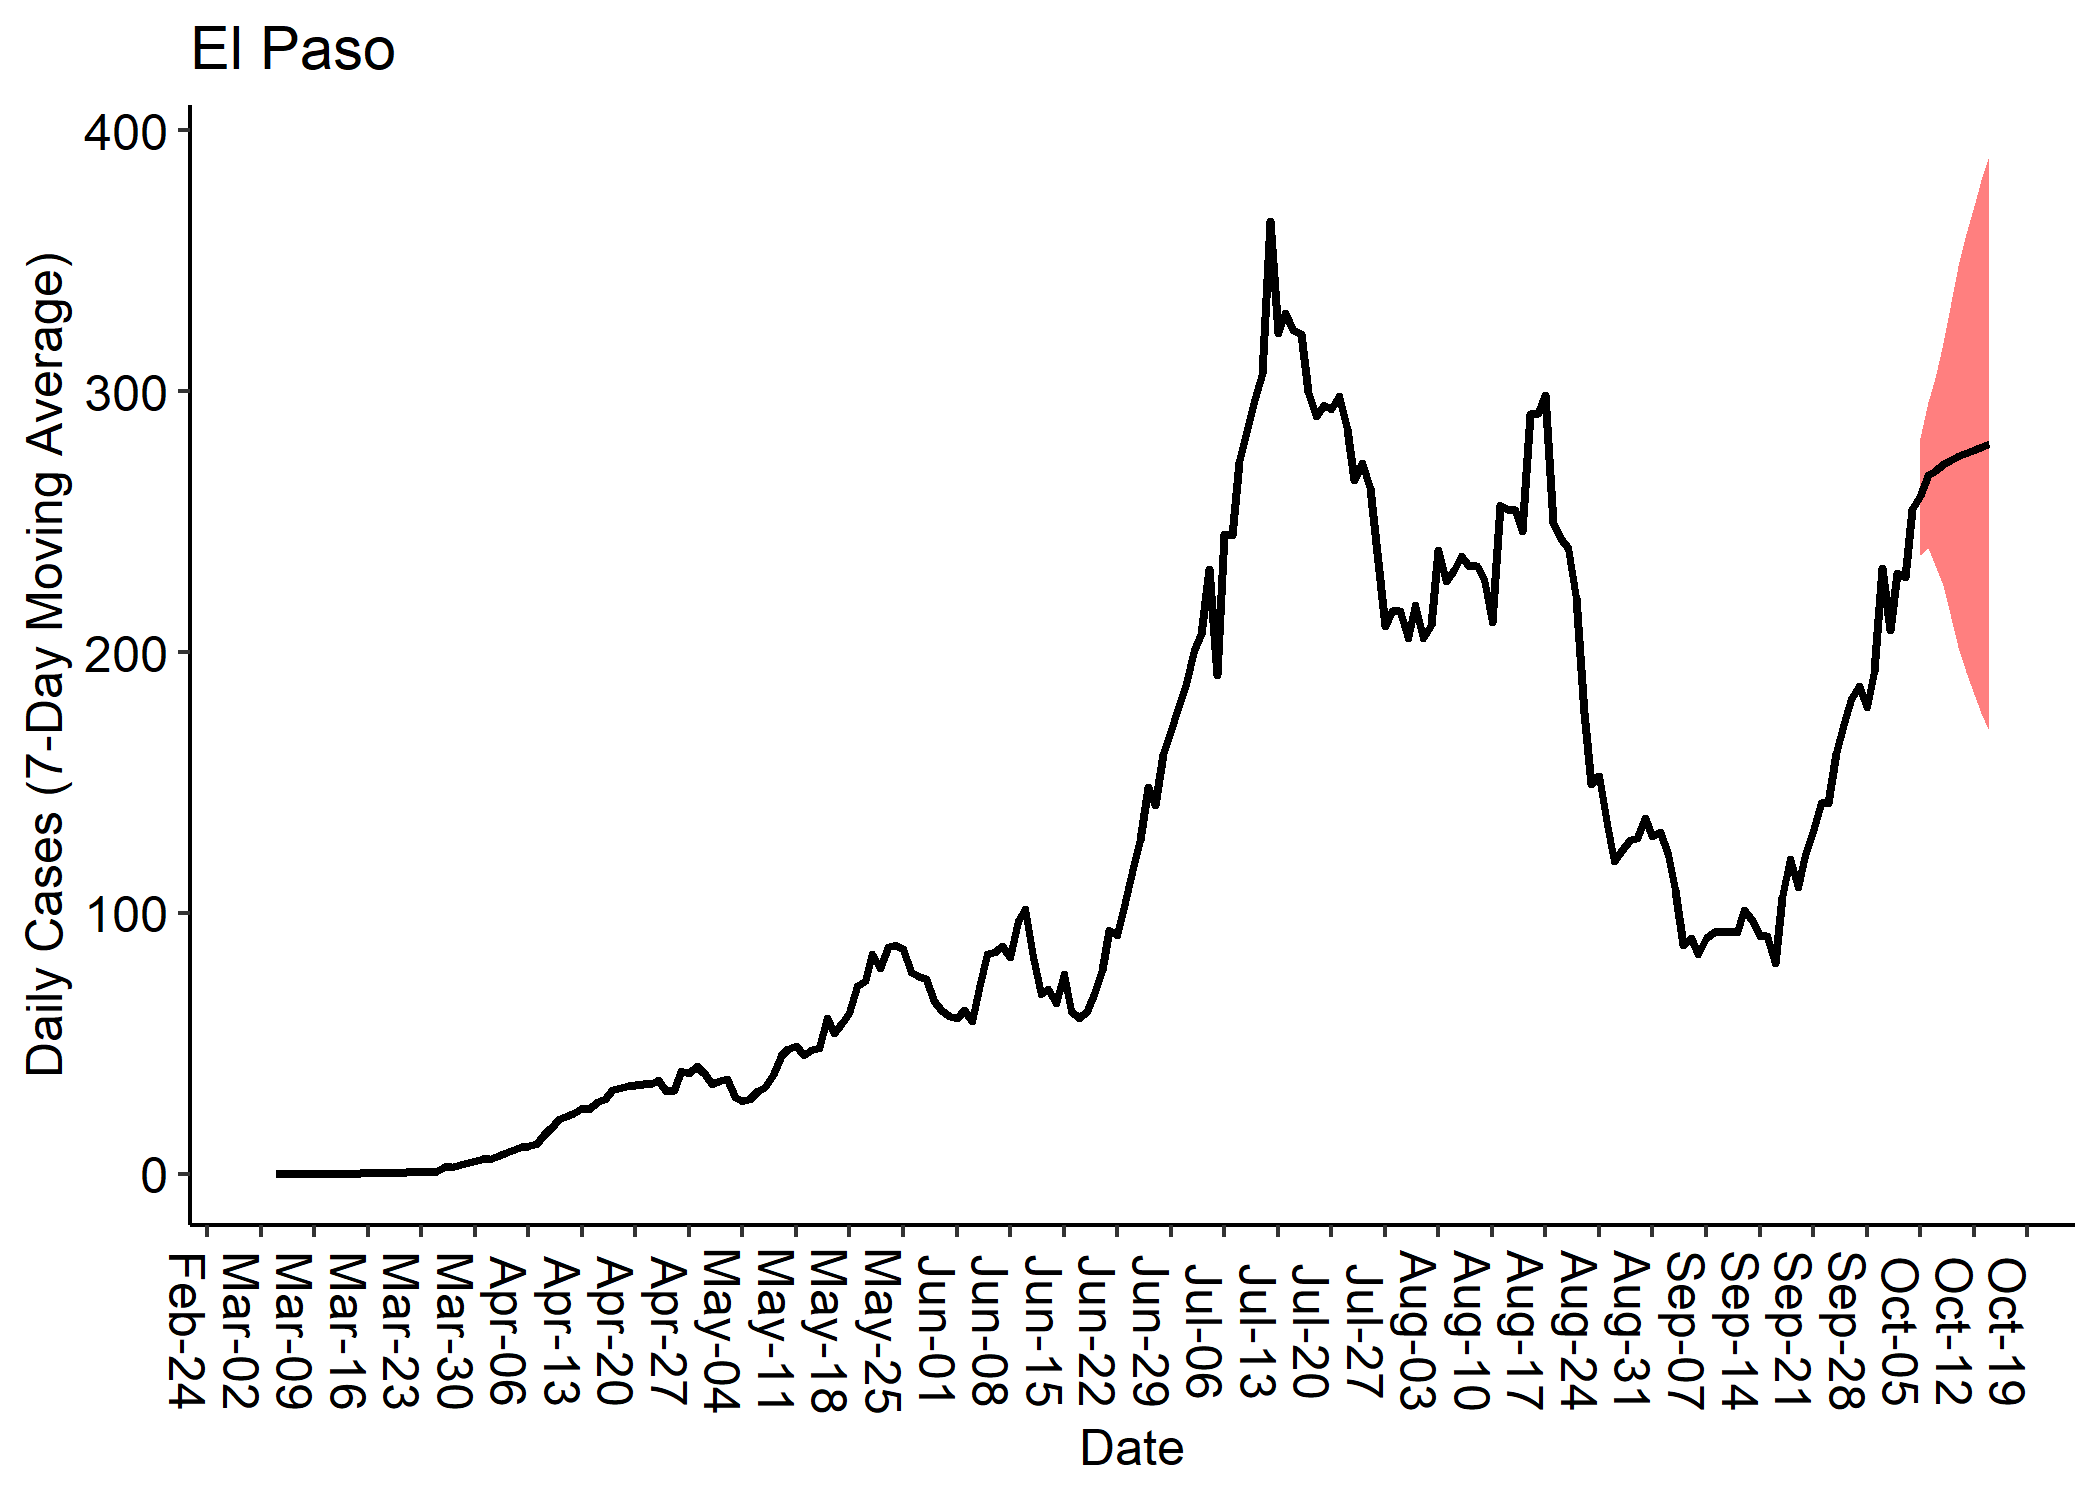 El Paso
Daily Cases (7-Day Moving Average)
400
300
200
100
0
Feb-24
Mar-02
Mar-09
Mar-16
Mar-23
Mar-30
Apr-06
Apr-13
Apr-20
Apr-27
May-04
May-11
May-18
May-25
Jun-01
Jun-08
Jun-15
Jun-22
Jun-29
Jul-06
Jul-13
Jul-20
Jul-27
Aug-03
Aug-10
Aug-17
Aug-24
Aug-31
Sep-07
Sep-14
Sep-21
Sep-28
Oct-05
Oct-12
Oct-19
Date